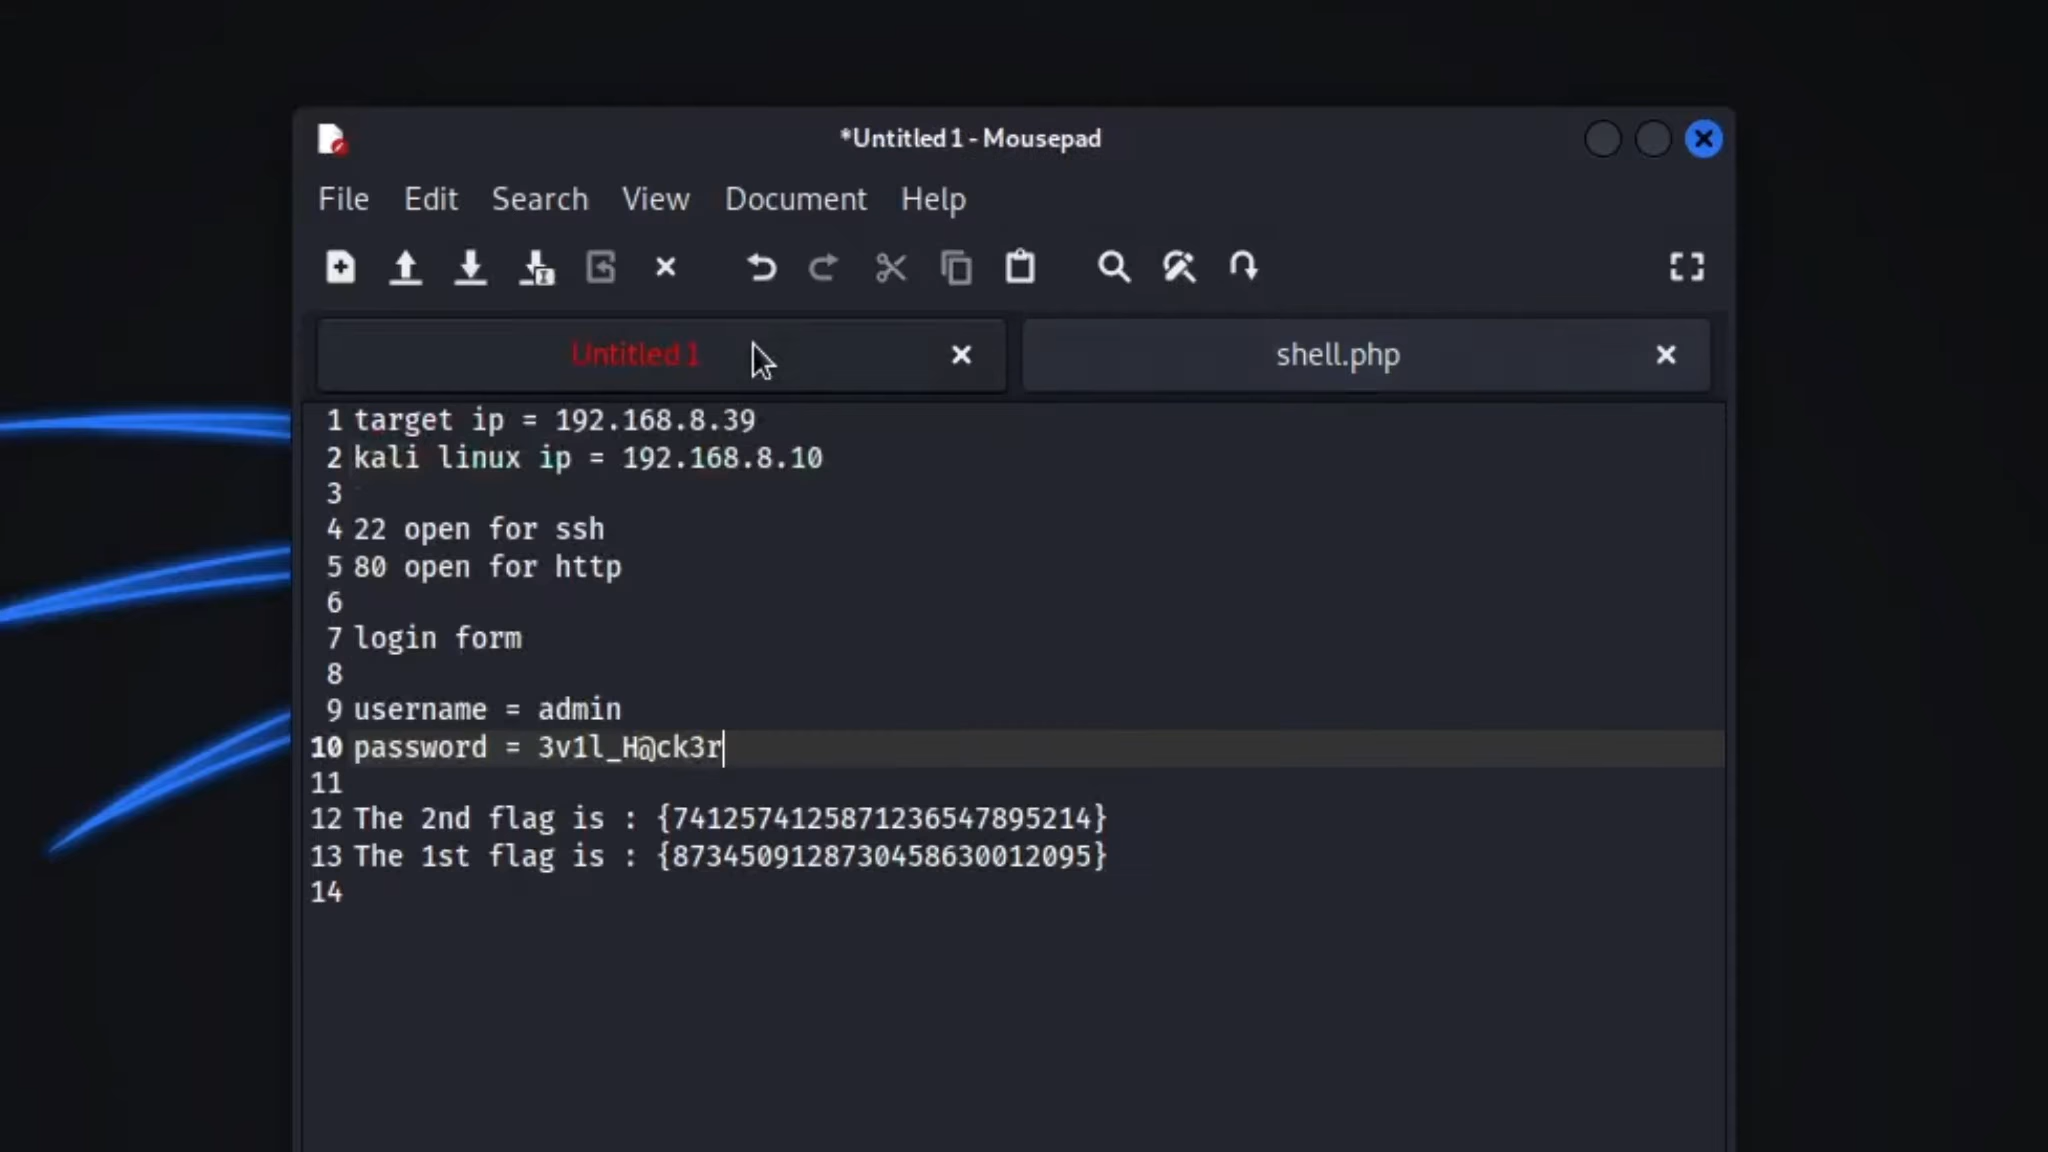 *Untitled 1 - Mousepad
File Edit Search View Document Help
Untitled 1 shell.php
1 target ip = 192.168.8.39
2 kali linux ip = 192.168.8.10
3
4 22 open for ssh
5 80 open for http
6
7 login form
8
9 username = admin
10 password = 3v1l_H@ck3r
11
12 The 2nd flag is : {7412574125871236547895214}
13 The 1st flag is : {8734509128730458630012095}
14